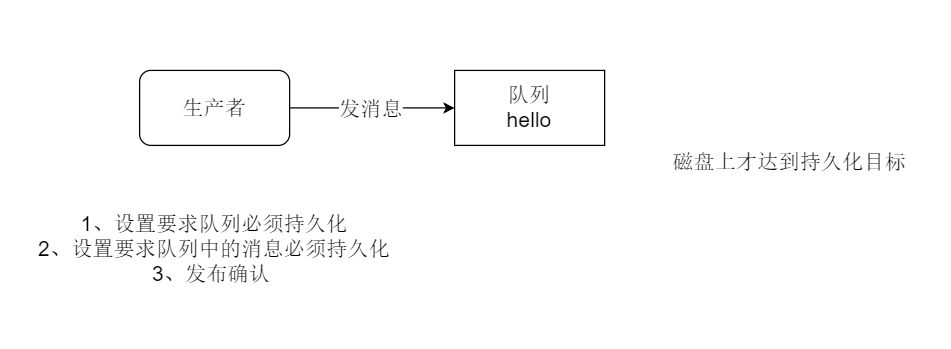 生产者
发消息
队列
hello
磁盘上才达到持久化目标
1、设置要求队列必须持久化
2、设置要求队列中的消息必须持久化
3、发布确认